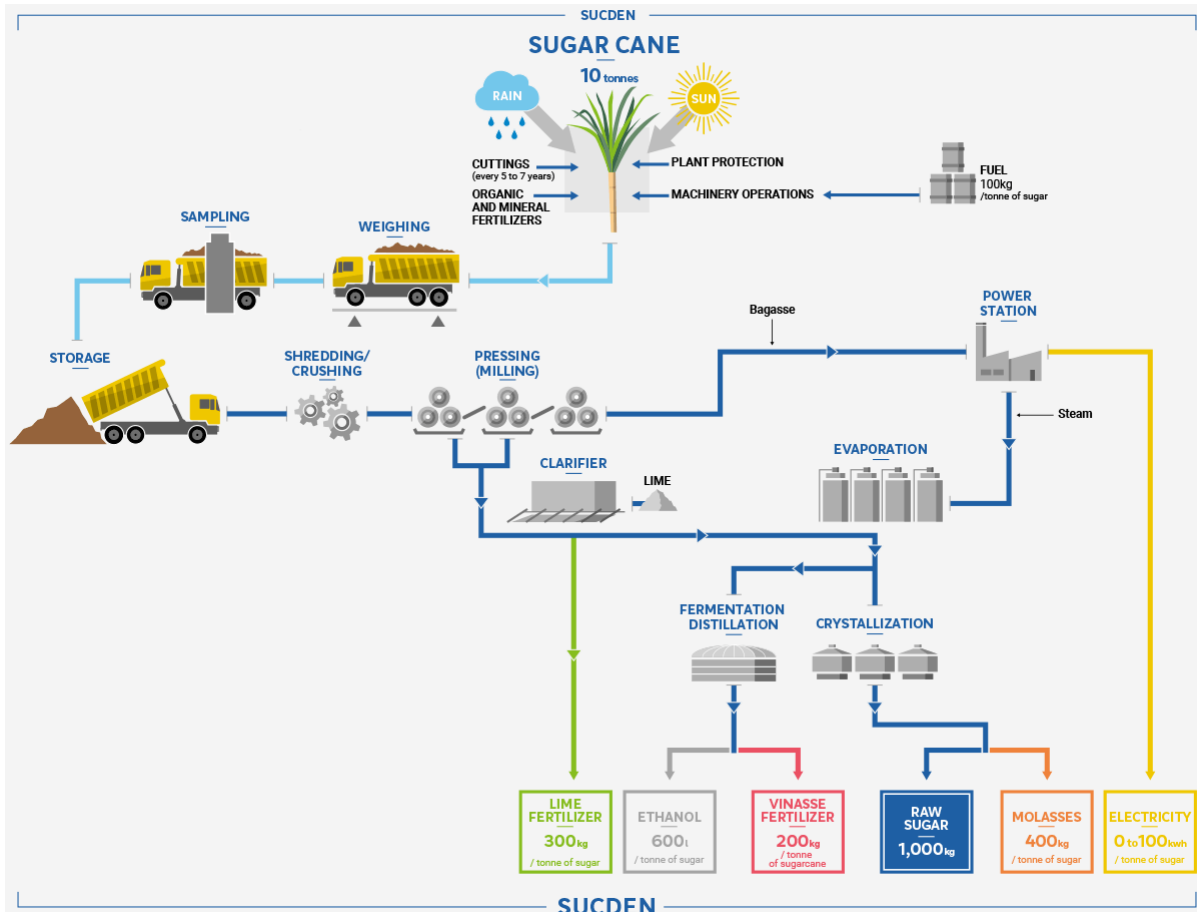 SUCDEN
SUGAR CANE
10 tonnes
RAIN
SUN
CUTTINGS
(every 5 to 7 years)
PLANT PROTECTION
ORGANIC
AND MINERAL
FERTILIZERS
MACHINERY OPERATIONS
FUEL
100kg
/tonne of sugar
SAMPLING
WEIGHING
STORAGE
SHREDDING/
CRUSHING
PRESSING
(MILLING)
Bagasse
POWER
STATION
Steam
CLARIFIER
LIME
EVAPORATION
FERMENTATION
DISTILLATION
CRYSTALLIZATION
LIME
FERTILIZER
300kg
/ tonne of sugar
ETHANOL
600l
/ tonne of sugar
VINASSE
FERTILIZER
200kg
/ tonne
of sugarcane
RAW
SUGAR
1,000kg
MOLASSES
400kg
/ tonne of sugar
ELECTRICITY
0 to 100kwh
/ tonne of sugar
SUCDEN